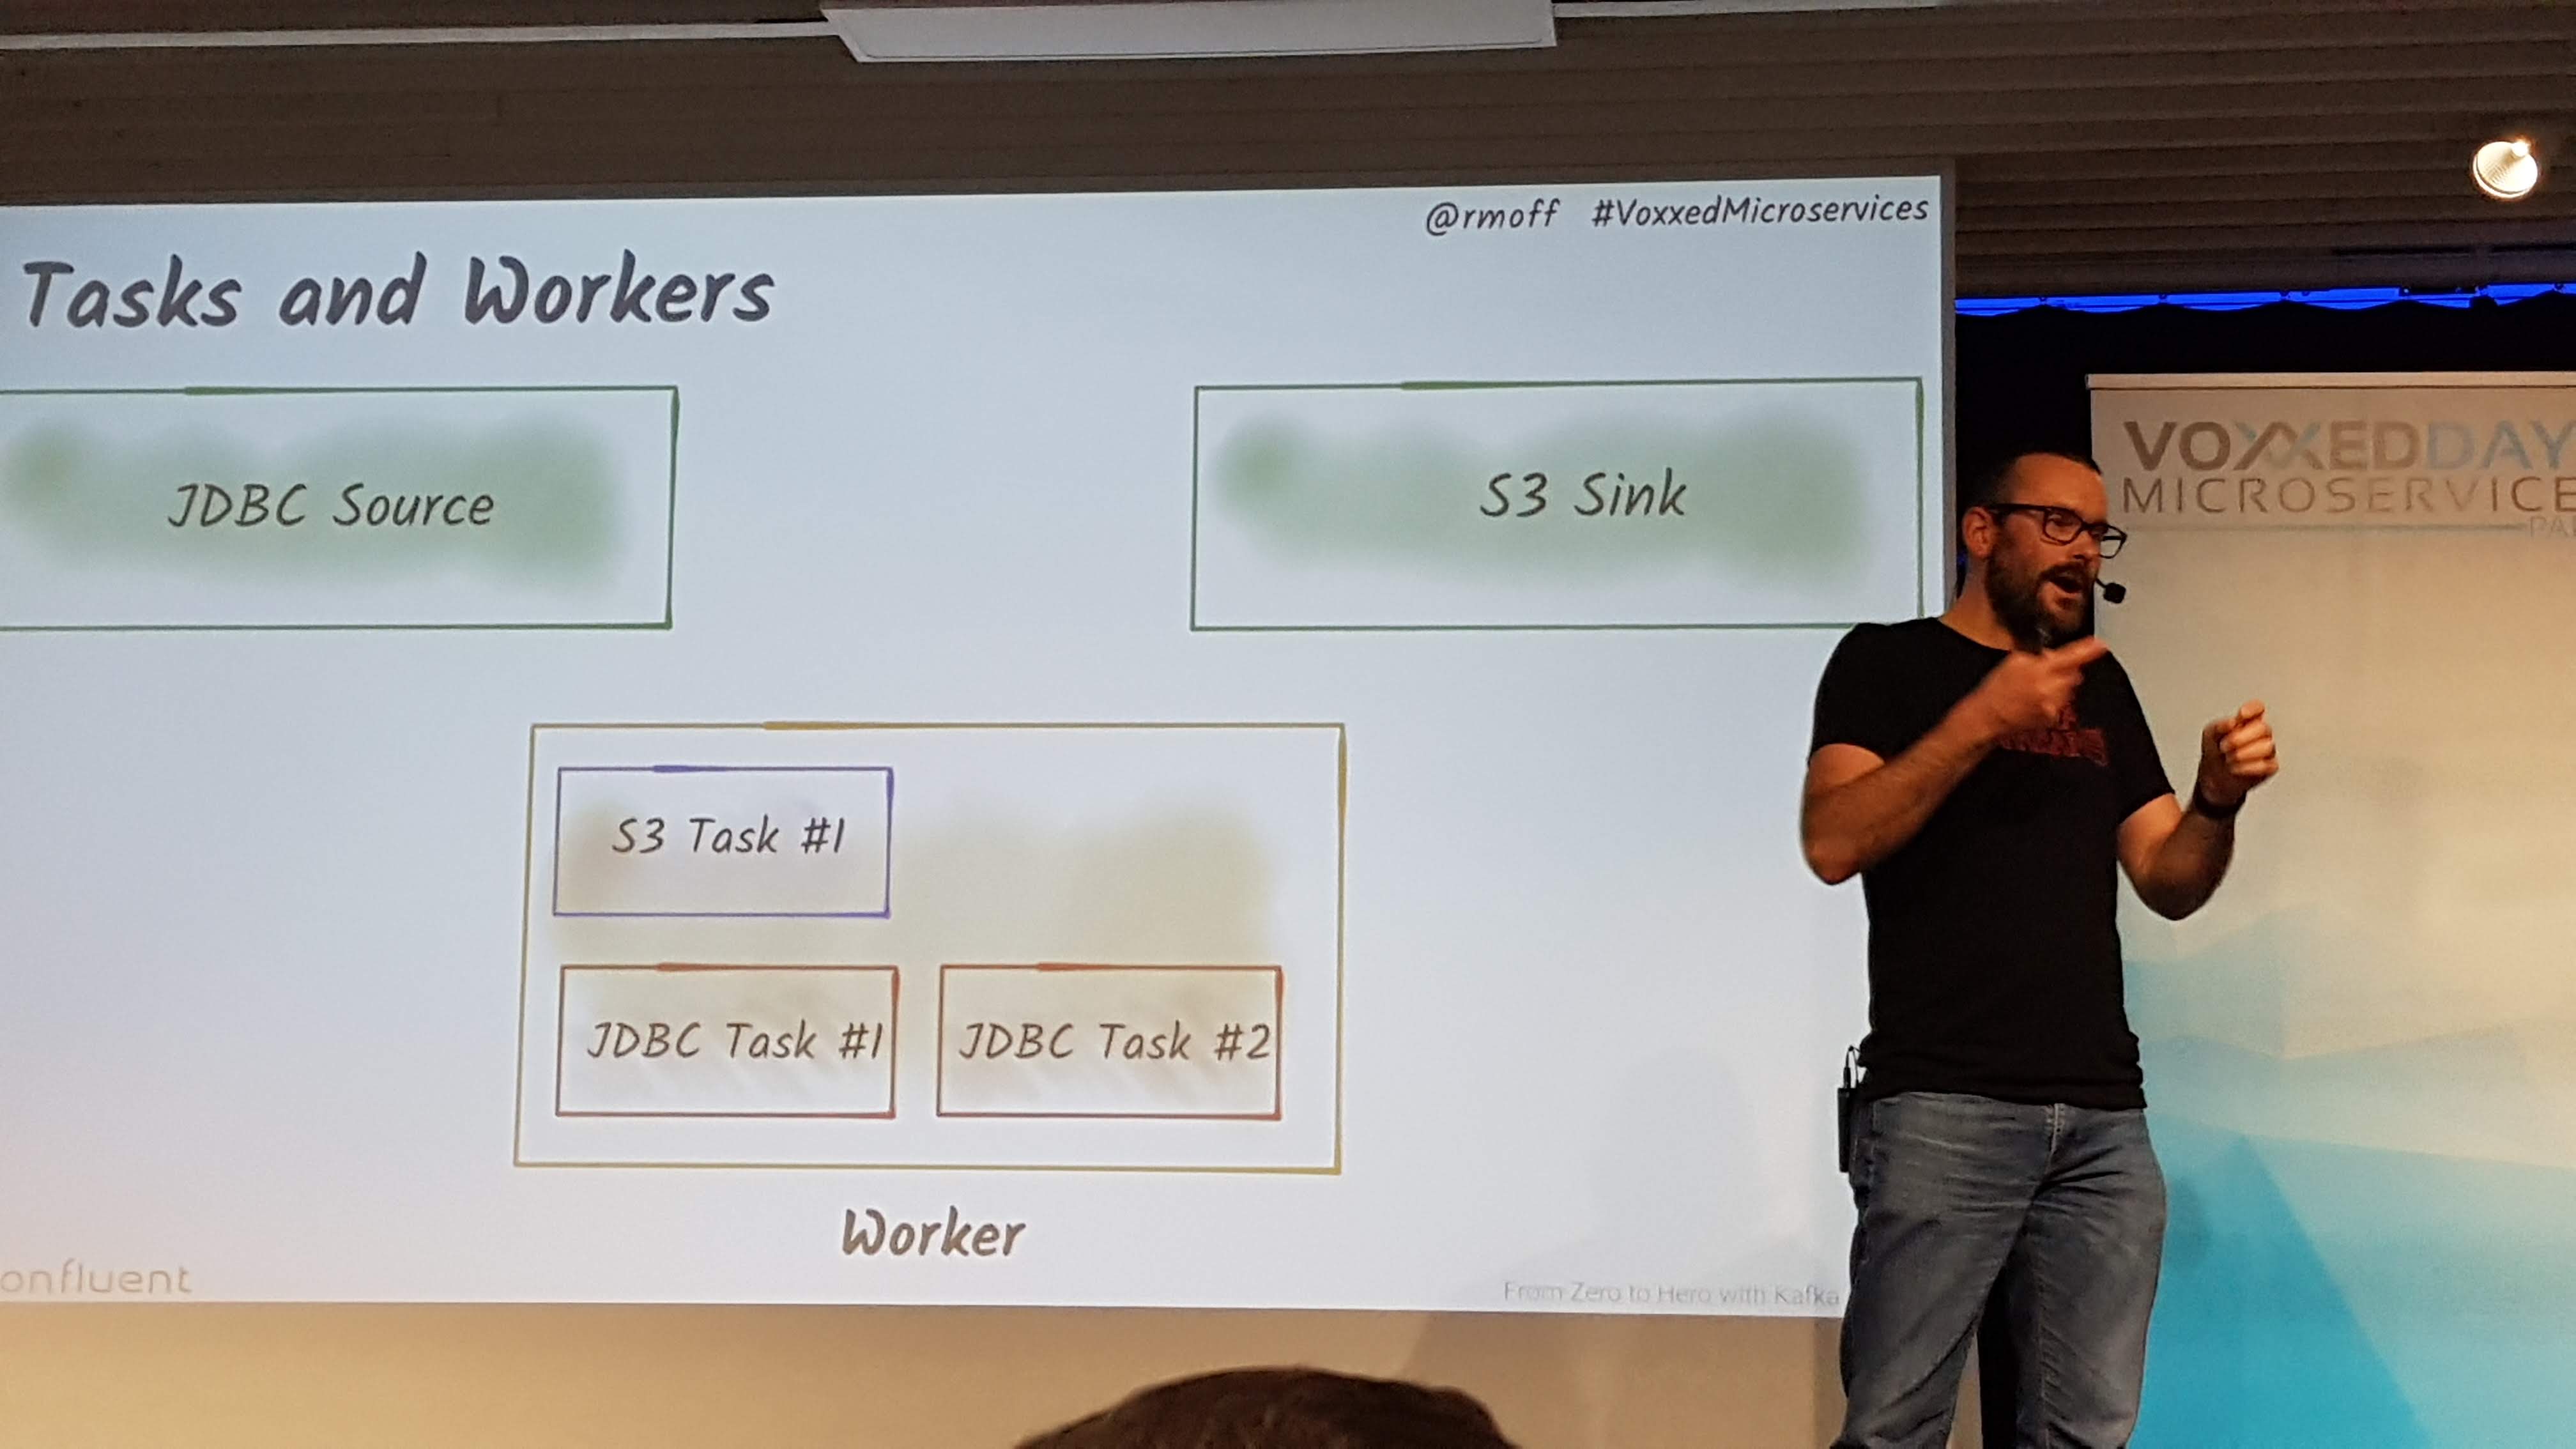 @rmoff #VoxxedMicroservices
Tasks and Workers
JDBC Source
S3 Sink
S3 Task #1
JDBC Task #1
JDBC Task #2
Worker
onfluent
From Zero to Hero with Kafka
VOXXEDDAY
MICROSERVICE
PA